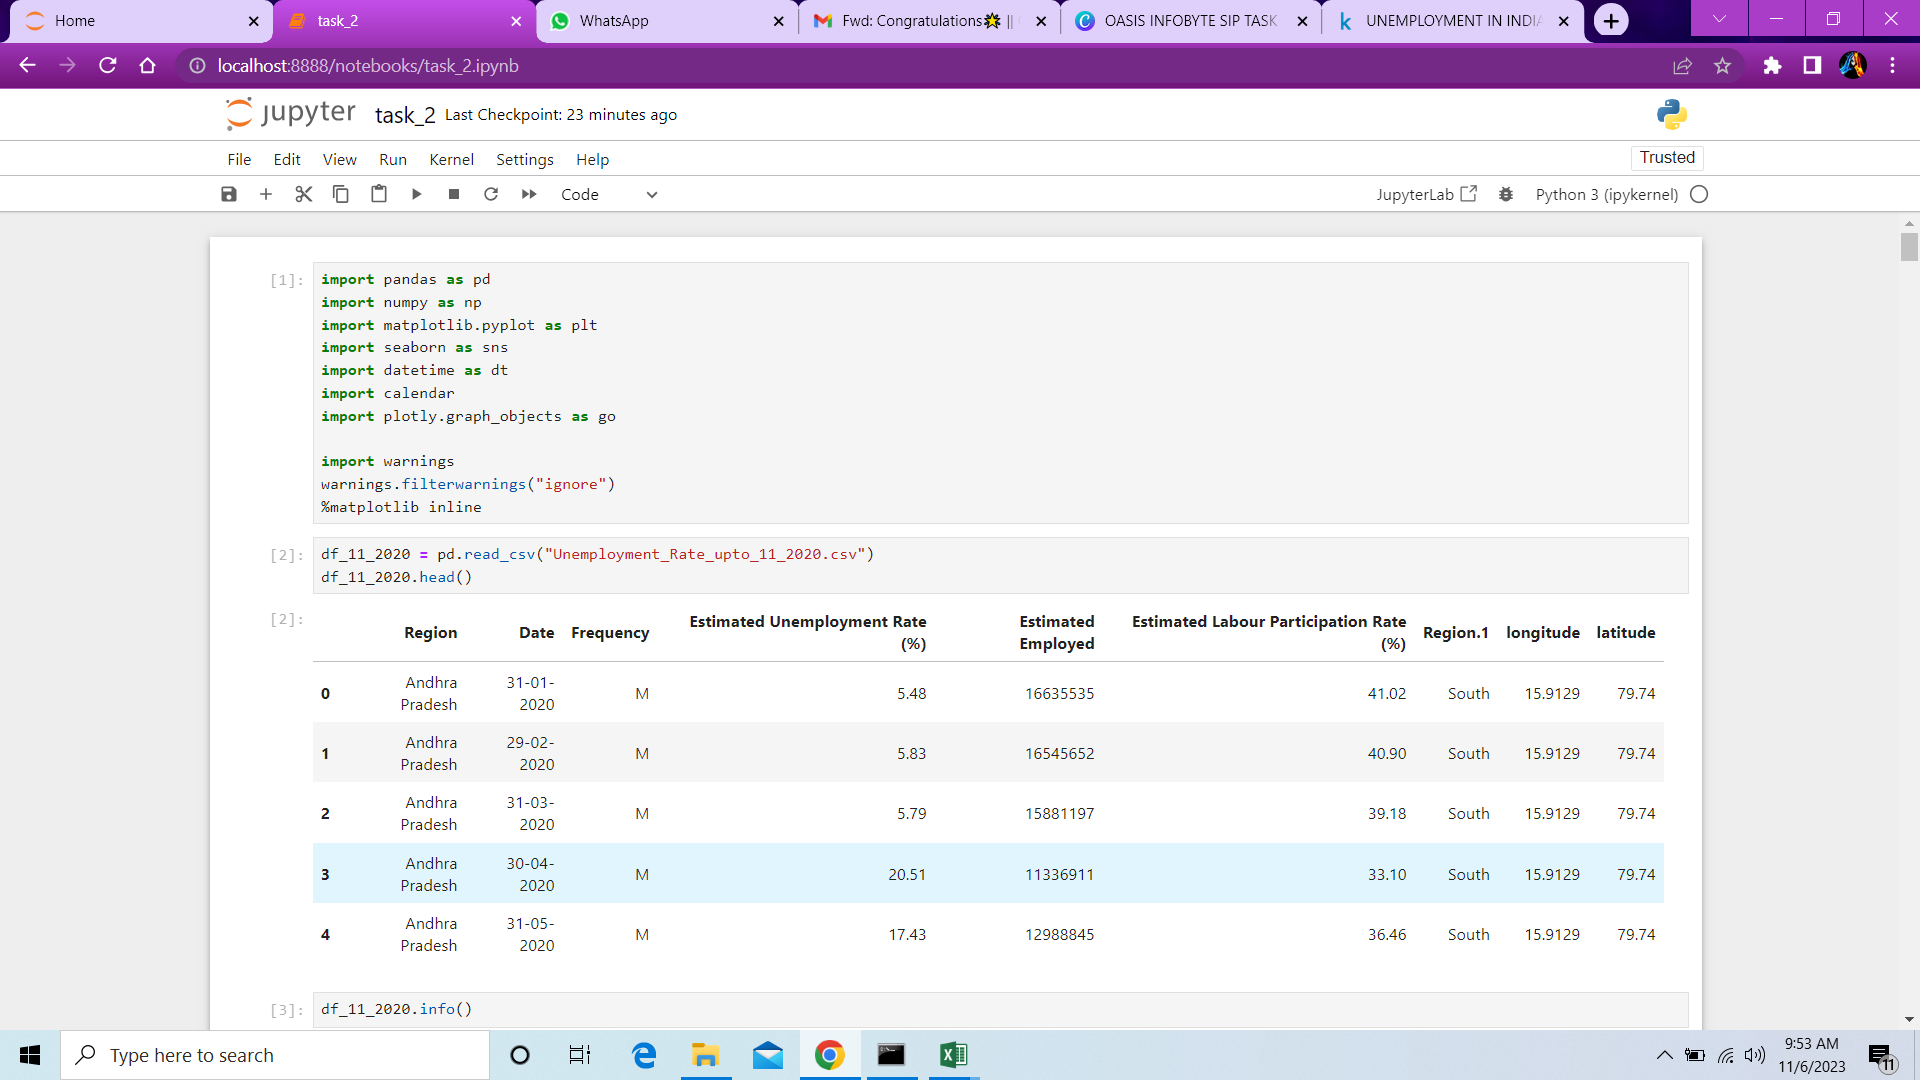 Home
task_2
WhatsApp
Fwd: Congratulations🌟 ||
OASIS INFOBYTE SIP TASK
UNEMPLOYMENT IN INDIA
localhost:8888/notebooks/task_2.ipynb
jupyter task_2 Last Checkpoint: 23 minutes ago
File Edit View Run Kernel Settings Help
Trusted
Code
JupyterLab
Python 3 (ipykernel)
[1]:
import pandas as pd
import numpy as np
import matplotlib.pyplot as plt
import seaborn as sns
import datetime as dt
import calendar
import plotly.graph_objects as go
import warnings
warnings.filterwarnings("ignore")
%matplotlib inline
[2]:
df_11_2020 = pd.read_csv("Unemployment_Rate_upto_11_2020.csv")
df_11_2020.head()
[2]:
Region Date Frequency Estimated Unemployment Rate (%) Estimated Employed Estimated Labour Participation Rate (%) Region.1 longitude latitude
0 Andhra Pradesh 31-01-2020 M 5.48 16635535 41.02 South 15.9129 79.74
1 Andhra Pradesh 29-02-2020 M 5.83 16545652 40.90 South 15.9129 79.74
2 Andhra Pradesh 31-03-2020 M 5.79 15881197 39.18 South 15.9129 79.74
3 Andhra Pradesh 30-04-2020 M 20.51 11336911 33.10 South 15.9129 79.74
4 Andhra Pradesh 31-05-2020 M 17.43 12988845 36.46 South 15.9129 79.74
[3]:
df_11_2020.info()
Type here to search
9:53 AM
11/6/2023
11